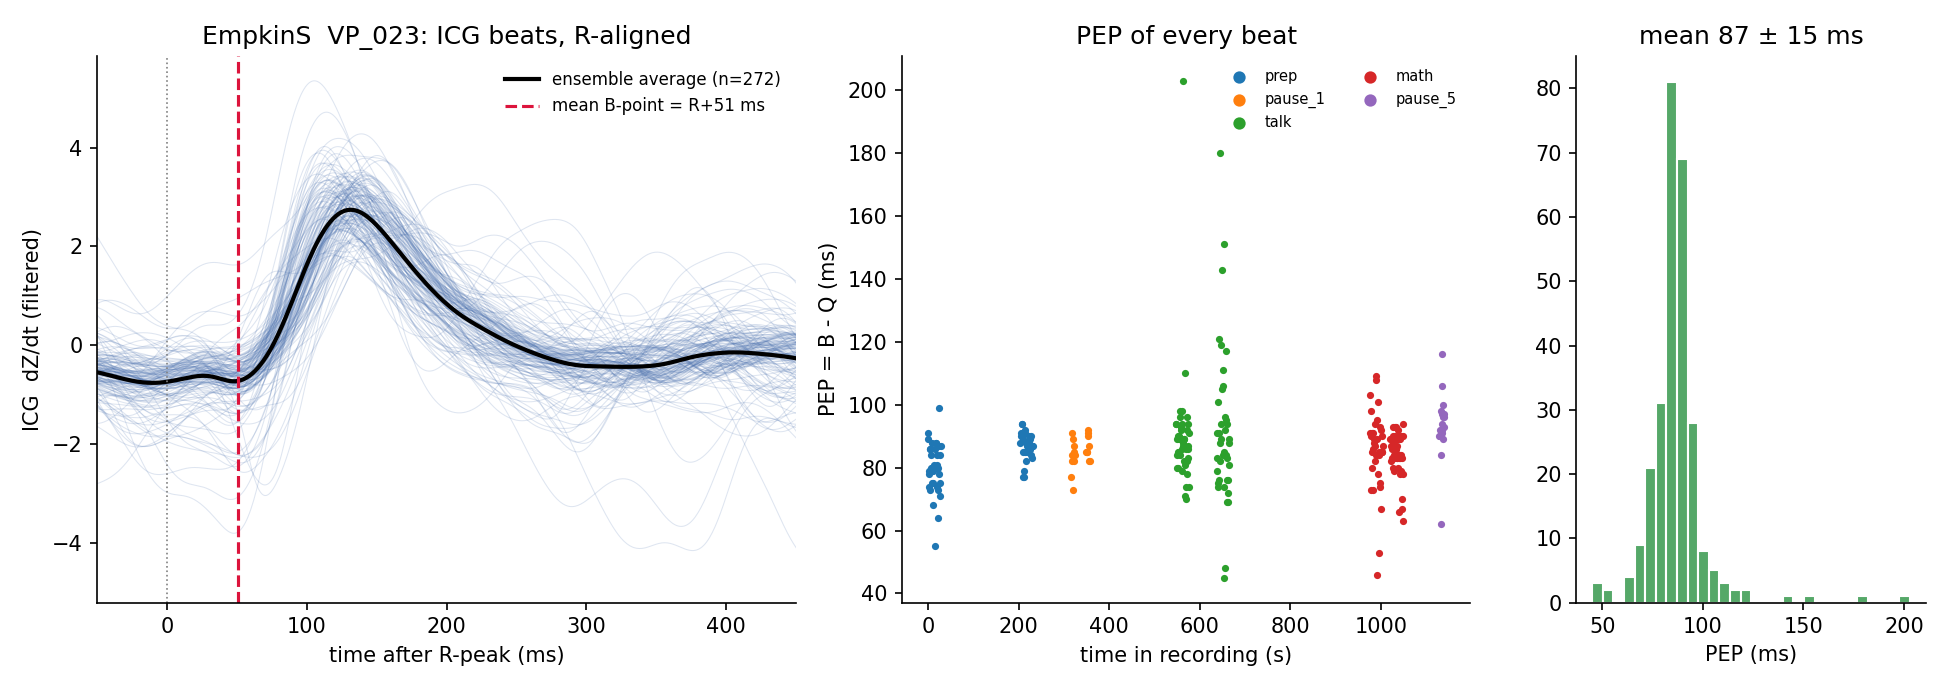 EmpkinS  VP_023: ICG beats, R-aligned
ensemble average (n=272)
mean B-point = R+51 ms
ICG  dZ/dt (filtered)
4
2
0
−2
−4
0
100
200
300
400
time after R-peak (ms)
PEP of every beat
prep
pause_1
talk
math
pause_5
PEP = B - Q (ms)
200
180
160
140
120
100
80
60
40
0
200
400
600
800
1000
time in recording (s)
mean 87 ± 15 ms
80
70
60
50
40
30
20
10
0
50
100
150
200
PEP (ms)